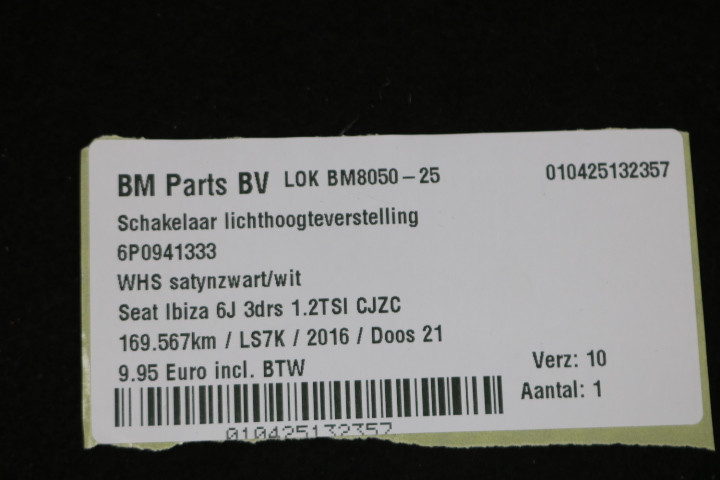 BM Parts BV LOK BM8050-25 010425132357
Schakelaar lichthoogteverstelling
6P0941333
WHS satynzwart/wit
Seat Ibiza 6J 3drs 1.2TSI CJZC
169.567km / LS7K / 2016 / Doos 21
9.95 Euro incl. BTW Verz: 10
Aantal: 1
010425132357